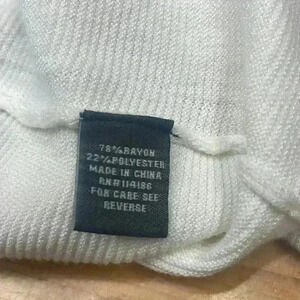 78%RAYON
22%POLYESTER
MADE IN CHINA
RN#114186
FOR CARE SEE
REVERSE